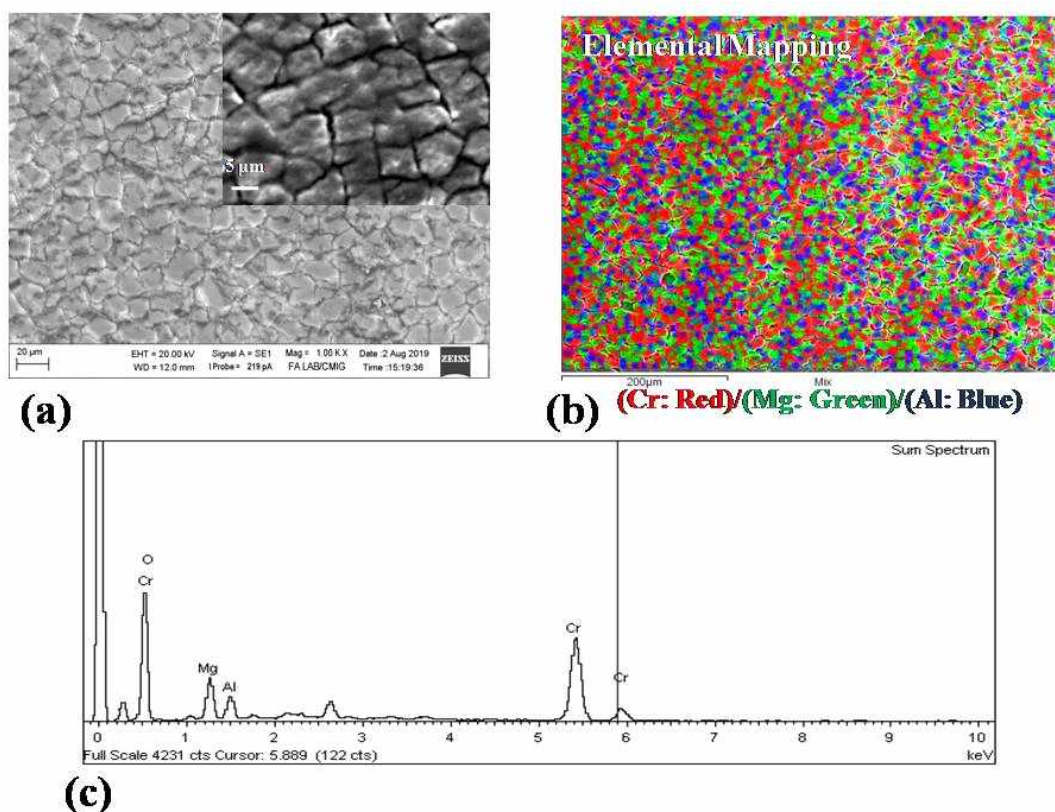 5 µm
20 µm
EHT = 20.00 kV Signal A = SE1 Mag = 1.00 K X Date :2 Aug 2019
WD = 12.0 mm I Probe = 219 pA FA LAB/CMIG Time :15:19:36
ZEISS
(a)
Elemental Mapping
200µm Mix
(b) (Cr: Red)/(Mg: Green)/(Al: Blue)
Sum Spectrum
O
Cr
Mg
Al
Cr
Cr
0 1 2 3 4 5 6 7 8 9 10
Full Scale 4231 cts Cursor: 5.889 (122 cts) keV
(c)